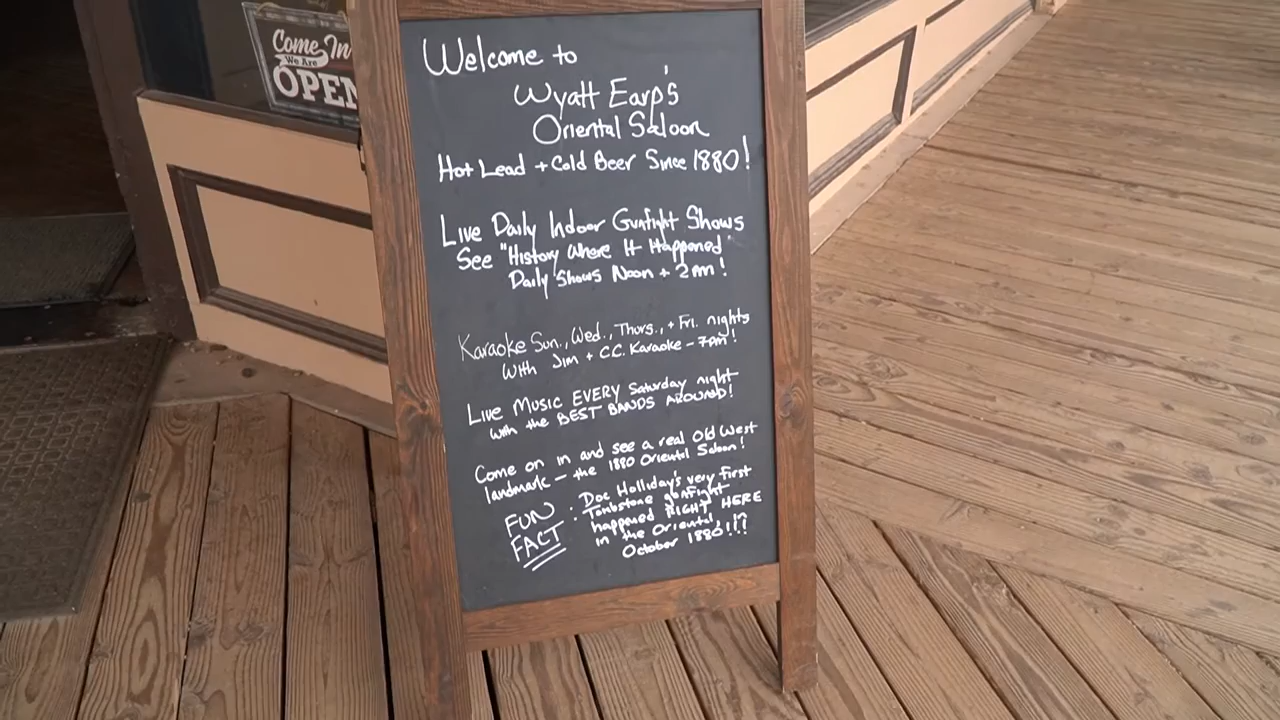 Come In
We Are
OPEN
Welcome to
Wyatt Earp's
Oriental Saloon
Hot Lead + Cold Beer Since 1880!
Live Daily Indoor Gunfight Shows
See "History Where It Happened"
Daily Shows Noon + 2pm!
Karaoke Sun., Wed., Thurs., + Fri. nights
with Jim + CC Karaoke - 7pm!
Live Music EVERY Saturday night
with the BEST BANDS AROUND!
Come on in and see a real Old West
landmark - the 1880 Oriental Saloon!
FUN
FACT
: Doc Holliday's very first
Tombstone gunfight
happened RIGHT HERE
in the Oriental, in
October 1880!!!